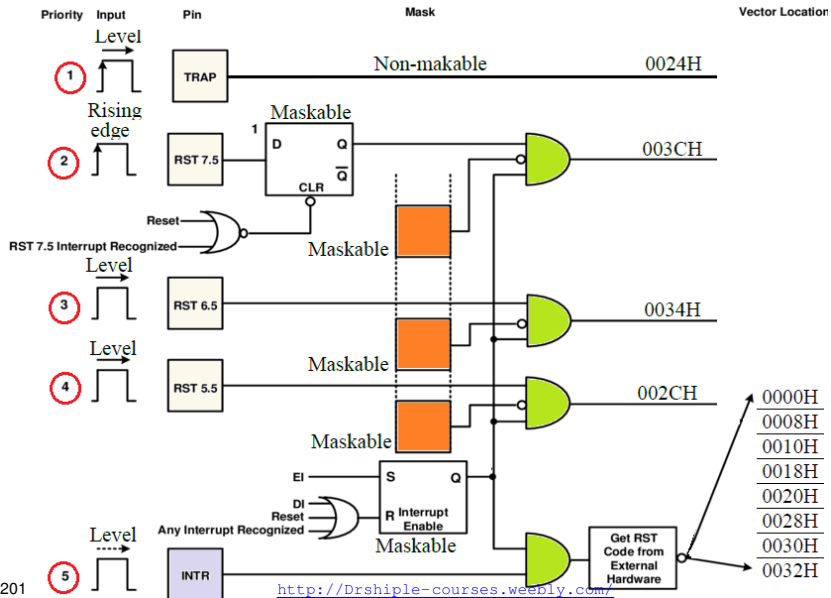 Priority Input Pin Mask Vector Location
Level
1 TRAP Non-makable 0024H
Rising
edge
Maskable
2 RST 7.5 1 D Q 003CH
Q
CLR
Reset
RST 7.5 Interrupt Recognized
Maskable
Level
3 RST 6.5 0034H
Maskable
Level
4 RST 5.5 002CH
Maskable
0000H
0008H
0010H
0018H
0020H
0028H
0030H
0032H
EI S Q
DI
Reset R Interrupt
Enable
Any Interrupt Recognized
Maskable
Level
5 INTR
Get RST
Code from
External
Hardware
201 http://Drshiple-courses.weebly.com/